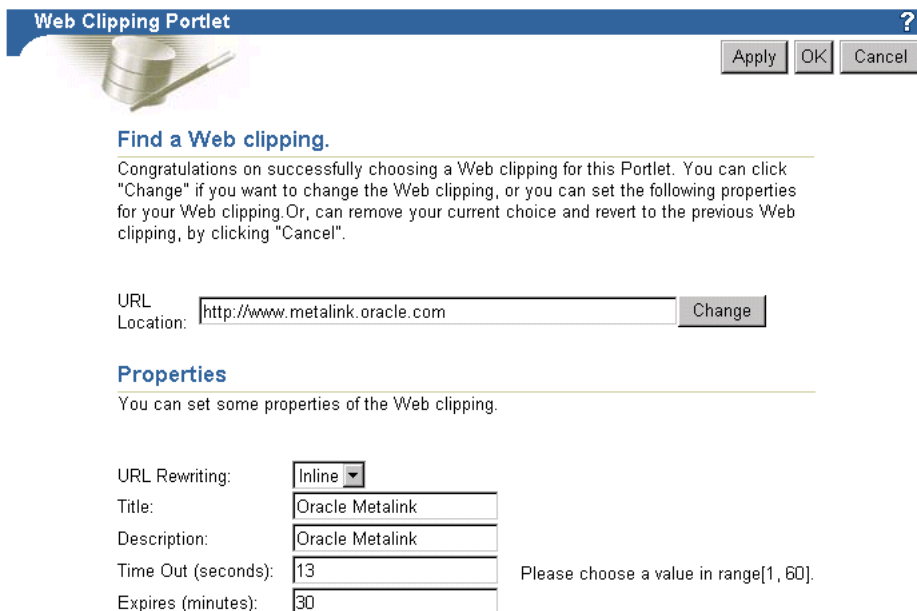 Web Clipping Portlet
?
Apply
OK
Cancel
Find a Web clipping.
Congratulations on successfully choosing a Web clipping for this Portlet. You can click
"Change" if you want to change the Web clipping, or you can set the following properties
for your Web clipping.Or, can remove your current choice and revert to the previous Web
clipping, by clicking "Cancel".
URL
Location:
http://www.metalink.oracle.com
Change
Properties
You can set some properties of the Web clipping.
URL Rewriting:
Inline
Title:
Oracle Metalink
Description:
Oracle Metalink
Time Out (seconds):
13
Please choose a value in range[1, 60].
Expires (minutes):
30